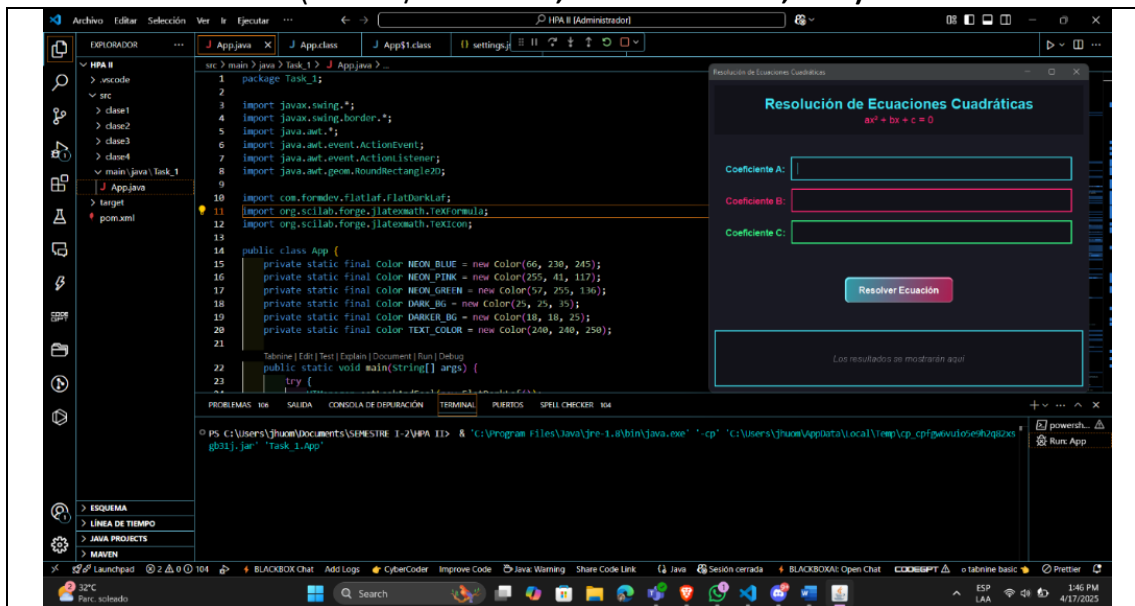 Archivo Editar Selección Ver Ir Ejecutar ··· HPA II [Administrador]
EXPLORADOR ···
App.java App.class App$1.class settings.j
HPA II
.vscode
src
clase1
clase2
clase3
clase4
main\java\Task_1
App.java
target
pom.xml
src > main > java > Task_1 > App.java > ...
1 package Task_1;
2
3 import javax.swing.*;
4 import javax.swing.border.*;
5 import java.awt.*;
6 import java.awt.event.ActionEvent;
7 import java.awt.event.ActionListener;
8 import java.awt.geom.RoundRectangle2D;
9
10 import com.formdev.flatlaf.FlatDarkLaf;
11 import org.scilab.forge.jlatexmath.TeXFormula;
12 import org.scilab.forge.jlatexmath.TeXIcon;
13
14 public class App {
15 private static final Color NEON_BLUE = new Color(66, 230, 245);
16 private static final Color NEON_PINK = new Color(255, 41, 117);
17 private static final Color NEON_GREEN = new Color(57, 255, 136);
18 private static final Color DARK_BG = new Color(25, 25, 35);
19 private static final Color DARKER_BG = new Color(18, 18, 25);
20 private static final Color TEXT_COLOR = new Color(240, 240, 250);
21
Tabnine | Edit | Test | Explain | Document | Run | Debug
22 public static void main(String[] args) {
23 try {
Resolución de Ecuaciones Cuadráticas
Resolución de Ecuaciones Cuadráticas
ax² + bx + c = 0
Coeficiente A:
Coeficiente B:
Coeficiente C:
Resolver Ecuación
Los resultados se mostrarán aquí
PROBLEMAS 106 SALIDA CONSOLA DE DEPURACIÓN TERMINAL PUERTOS SPELL CHECKER 104
PS C:\Users\jhuom\Documents\SEMESTRE I-2\HPA II> & 'C:\Program Files\Java\jre-1.8\bin\java.exe' '-cp'
gb31j.jar' 'Task_1.App'
powersh...
Run: App
ESQUEMA
LÍNEA DE TIEMPO
JAVA PROJECTS
MAVEN
Launchpad 2 0 104 BLACKBOX Chat Add Logs CyberCoder Improve Code Java: Warning Share Code Link Java Sesión cerrada BLACKBOXAI: Open Chat CODEGPT tabnine basic Prettier
32°C
Parc. soleado
Search
ESP
LAA
1:46 PM
4/17/2025